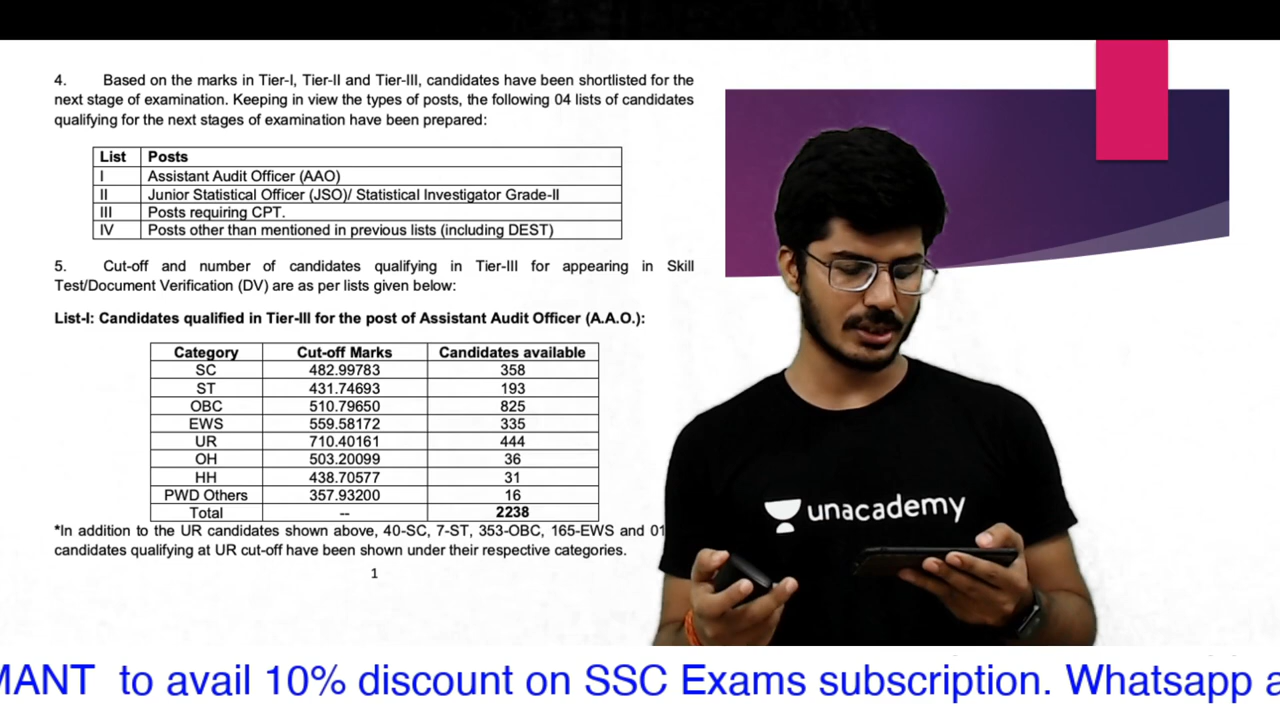 4. Based on the marks in Tier-I, Tier-II and Tier-III, candidates have been shortlisted for the
next stage of examination. Keeping in view the types of posts, the following 04 lists of candidates
qualifying for the next stages of examination have been prepared:
List Posts
I Assistant Audit Officer (AAO)
II Junior Statistical Officer (JSO)/ Statistical Investigator Grade-II
III Posts requiring CPT.
IV Posts other than mentioned in previous lists (including DEST)
5. Cut-off and number of candidates qualifying in Tier-III for appearing in Skill
Test/Document Verification (DV) are as per lists given below:
List-I: Candidates qualified in Tier-III for the post of Assistant Audit Officer (A.A.O.):
Category Cut-off Marks Candidates available
SC 482.99783 358
ST 431.74693 193
OBC 510.79650 825
EWS 559.58172 335
UR 710.40161 444
OH 503.20099 36
HH 438.70577 31
PWD Others 357.93200 16
Total -- 2238
*In addition to the UR candidates shown above, 40-SC, 7-ST, 353-OBC, 165-EWS and 01
candidates qualifying at UR cut-off have been shown under their respective categories.
1
unacademy
MANT to avail 10% discount on SSC Exams subscription. Whatsapp a